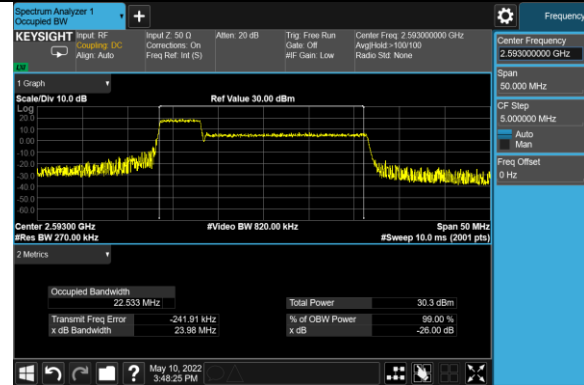 Spectrum Analyzer 1
Occupied BW
Frequency
KEYSIGHT
Input: RF
Coupling: DC
Align: Auto
Input Z: 50 Ω
Corrections: On
Freq Ref: Int (S)
Atten: 20 dB
Trig: Free Run
Gate: Off
#IF Gain: Low
Center Freq: 2.593000000 GHz
Avg|Hold:>100/100
Radio Std: None
Center Frequency
2.593000000 GHz
Span
50.000 MHz
CF Step
5.000000 MHz
Auto
Man
Freq Offset
0 Hz
1 Graph
Scale/Div 10.0 dB
Ref Value 30.00 dBm
Log
20.0
10.0
0.00
-10.0
-20.0
-30.0
-40.0
-50.0
-60.0
Center 2.59300 GHz
#Video BW 820.00 kHz
Span 50 MHz
#Res BW 270.00 kHz
#Sweep 10.0 ms (2001 pts)
2 Metrics
Occupied Bandwidth
22.533 MHz
Total Power
30.3 dBm
Transmit Freq Error
-241.91 kHz
% of OBW Power
99.00 %
x dB Bandwidth
23.98 MHz
x dB
-26.00 dB
May 10, 2022
3:48:25 PM